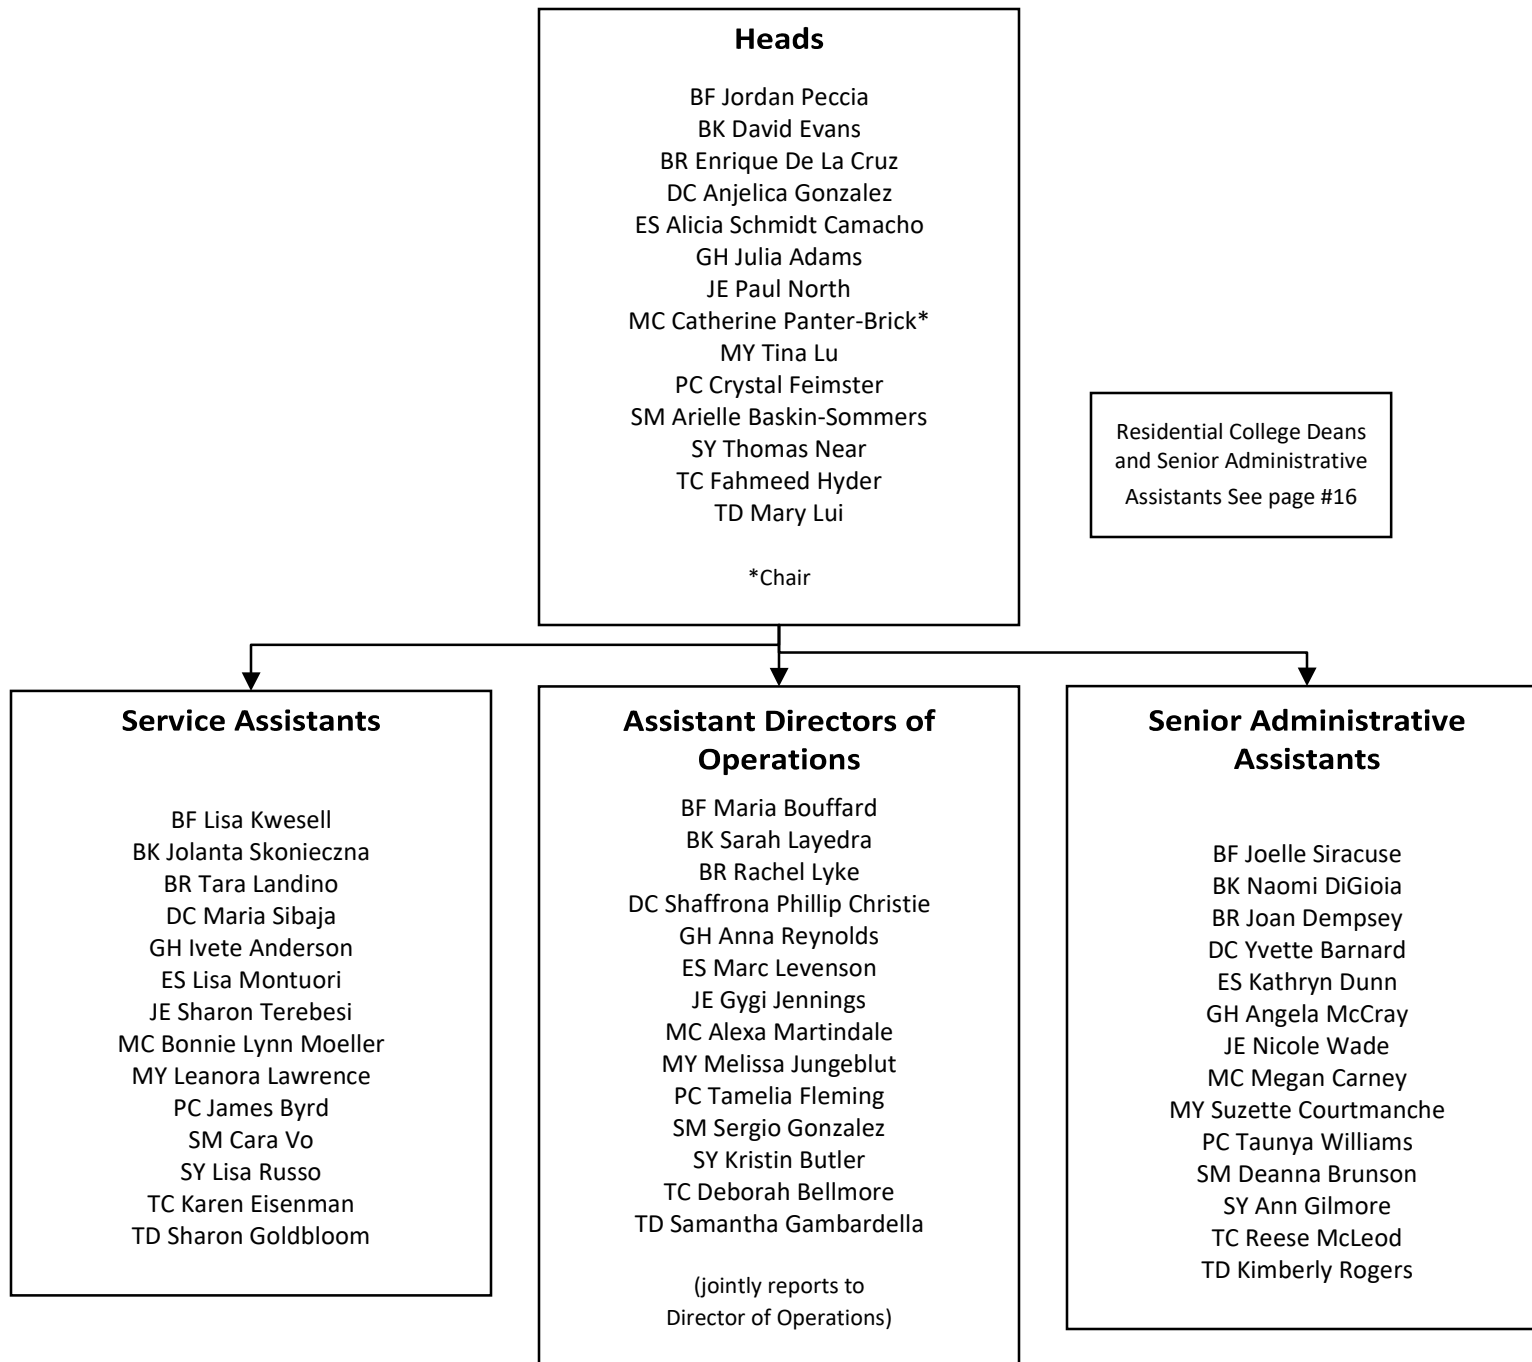 Heads
BF Jordan Peccia
BK David Evans
BR Enrique De La Cruz
DC Anjelica Gonzalez
ES Alicia Schmidt Camacho
GH Julia Adams
JE Paul North
MC Catherine Panter-Brick*
MY Tina Lu
PC Crystal Feimster
SM Arielle Baskin-Sommers
SY Thomas Near
TC Fahmeed Hyder
TD Mary Lui
*Chair
Residential College Deans
and Senior Administrative
Assistants See page #16
Service Assistants
BF Lisa Kwesell
BK Jolanta Skonieczna
BR Tara Landino
DC Maria Sibaja
GH Ivete Anderson
ES Lisa Montuori
JE Sharon Terebesi
MC Bonnie Lynn Moeller
MY Leanora Lawrence
PC James Byrd
SM Cara Vo
SY Lisa Russo
TC Karen Eisenman
TD Sharon Goldbloom
Assistant Directors of
Operations
BF Maria Bouffard
BK Sarah Layedra
BR Rachel Lyke
DC Shaffrona Phillip Christie
GH Anna Reynolds
ES Marc Levenson
JE Gygi Jennings
MC Alexa Martindale
MY Melissa Jungeblut
PC Tamelia Fleming
SM Sergio Gonzalez
SY Kristin Butler
TC Deborah Bellmore
TD Samantha Gambardella
(jointly reports to
Director of Operations)
Senior Administrative
Assistants
BF Joelle Siracuse
BK Naomi DiGioia
BR Joan Dempsey
DC Yvette Barnard
ES Kathryn Dunn
GH Angela McCray
JE Nicole Wade
MC Megan Carney
MY Suzette Courtmanche
PC Taunya Williams
SM Deanna Brunson
SY Ann Gilmore
TC Reese McLeod
TD Kimberly Rogers